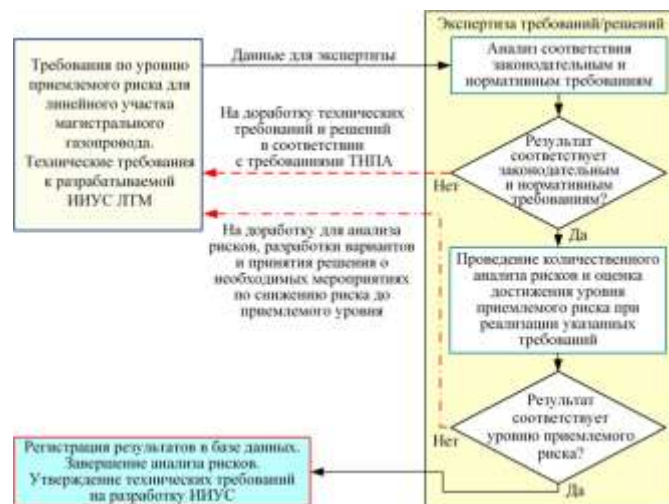 Экспертиза требований/решений
Требования по уровню
приемлемого риска для
линейного участка
магистрального
газопровода.
Технические требования
к разрабатываемой
ИИУС ЛТМ
Данные для экспертизы
Анализ соответствия
законодательным и
нормативным требованиям
На доработку технических
требований и решений
в соответствии
с требованиями ТНПА
Результат
соответствует
законодательным
и нормативным
требованиям?
Нет
Да
На доработку для анализа
рисков, разработки вариантов
и принятия решения о
необходимых мероприятиях
по снижению риска до
приемлемого уровня
Проведение количественного
анализа рисков и оценка
достижения уровня
приемлемого риска при
реализации указанных
требований
Результат
соответствует
уровню приемлемого
риска?
Нет
Да
Регистрация результатов в базе данных.
Завершение анализа рисков.
Утверждение технических требований
на разработку ИИУС